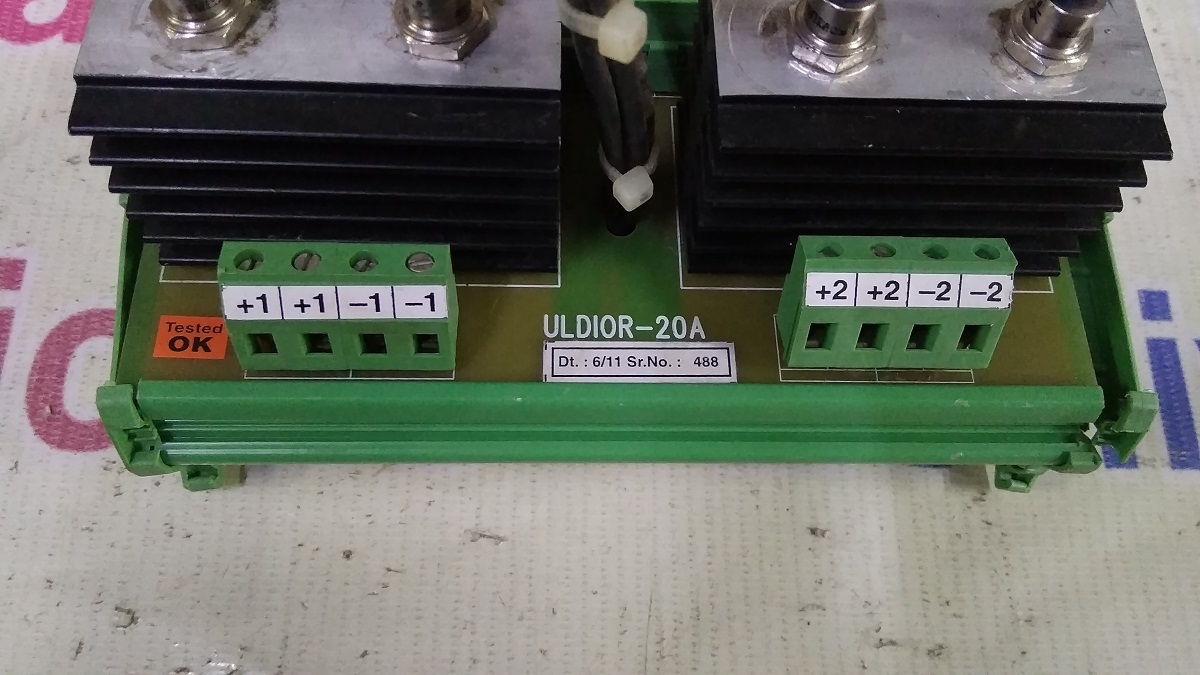 +1 +1 −1 −1
+2 +2 −2 −2
Tested
OK
ULDIOR-20A
Dt. : 6/11 Sr.No. : 488